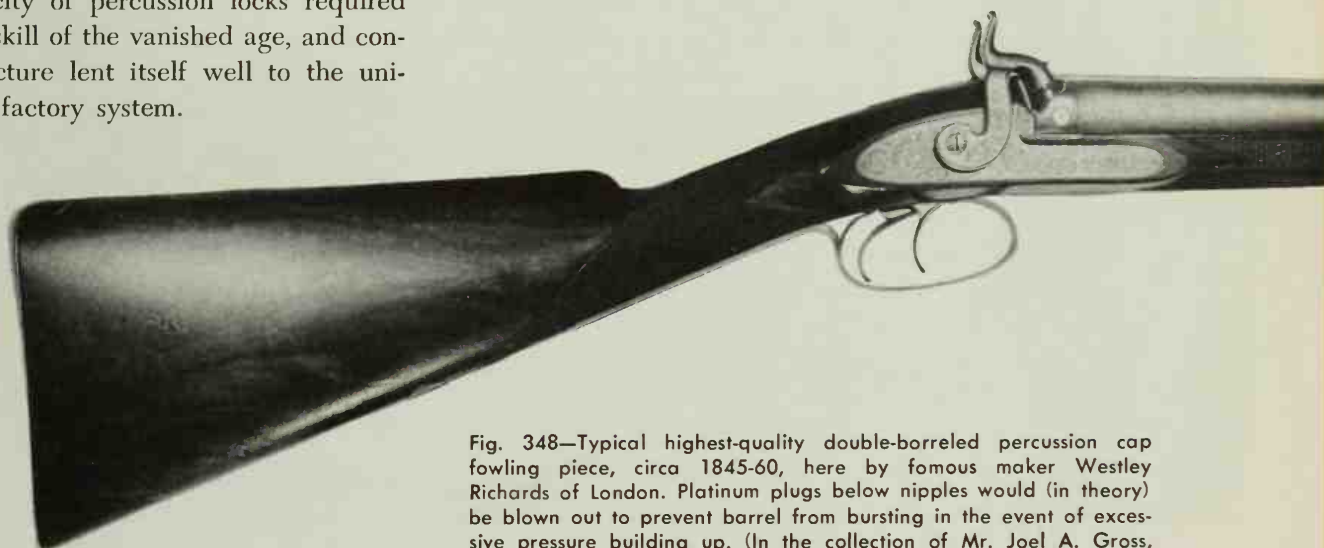 city of percussion locks required
skill of the vanished age, and con-
cture lent itself well to the uni-
factory system.
Fig. 348—Typical highest-quality double-borreled percussion cap
fowling piece, circa 1845-60, here by fomous maker Westley
Richards of London. Platinum plugs below nipples would (in theory)
be blown out to prevent barrel from bursting in the event of exces-
sive pressure building up. (In the collection of Mr. Joel A. Gross,